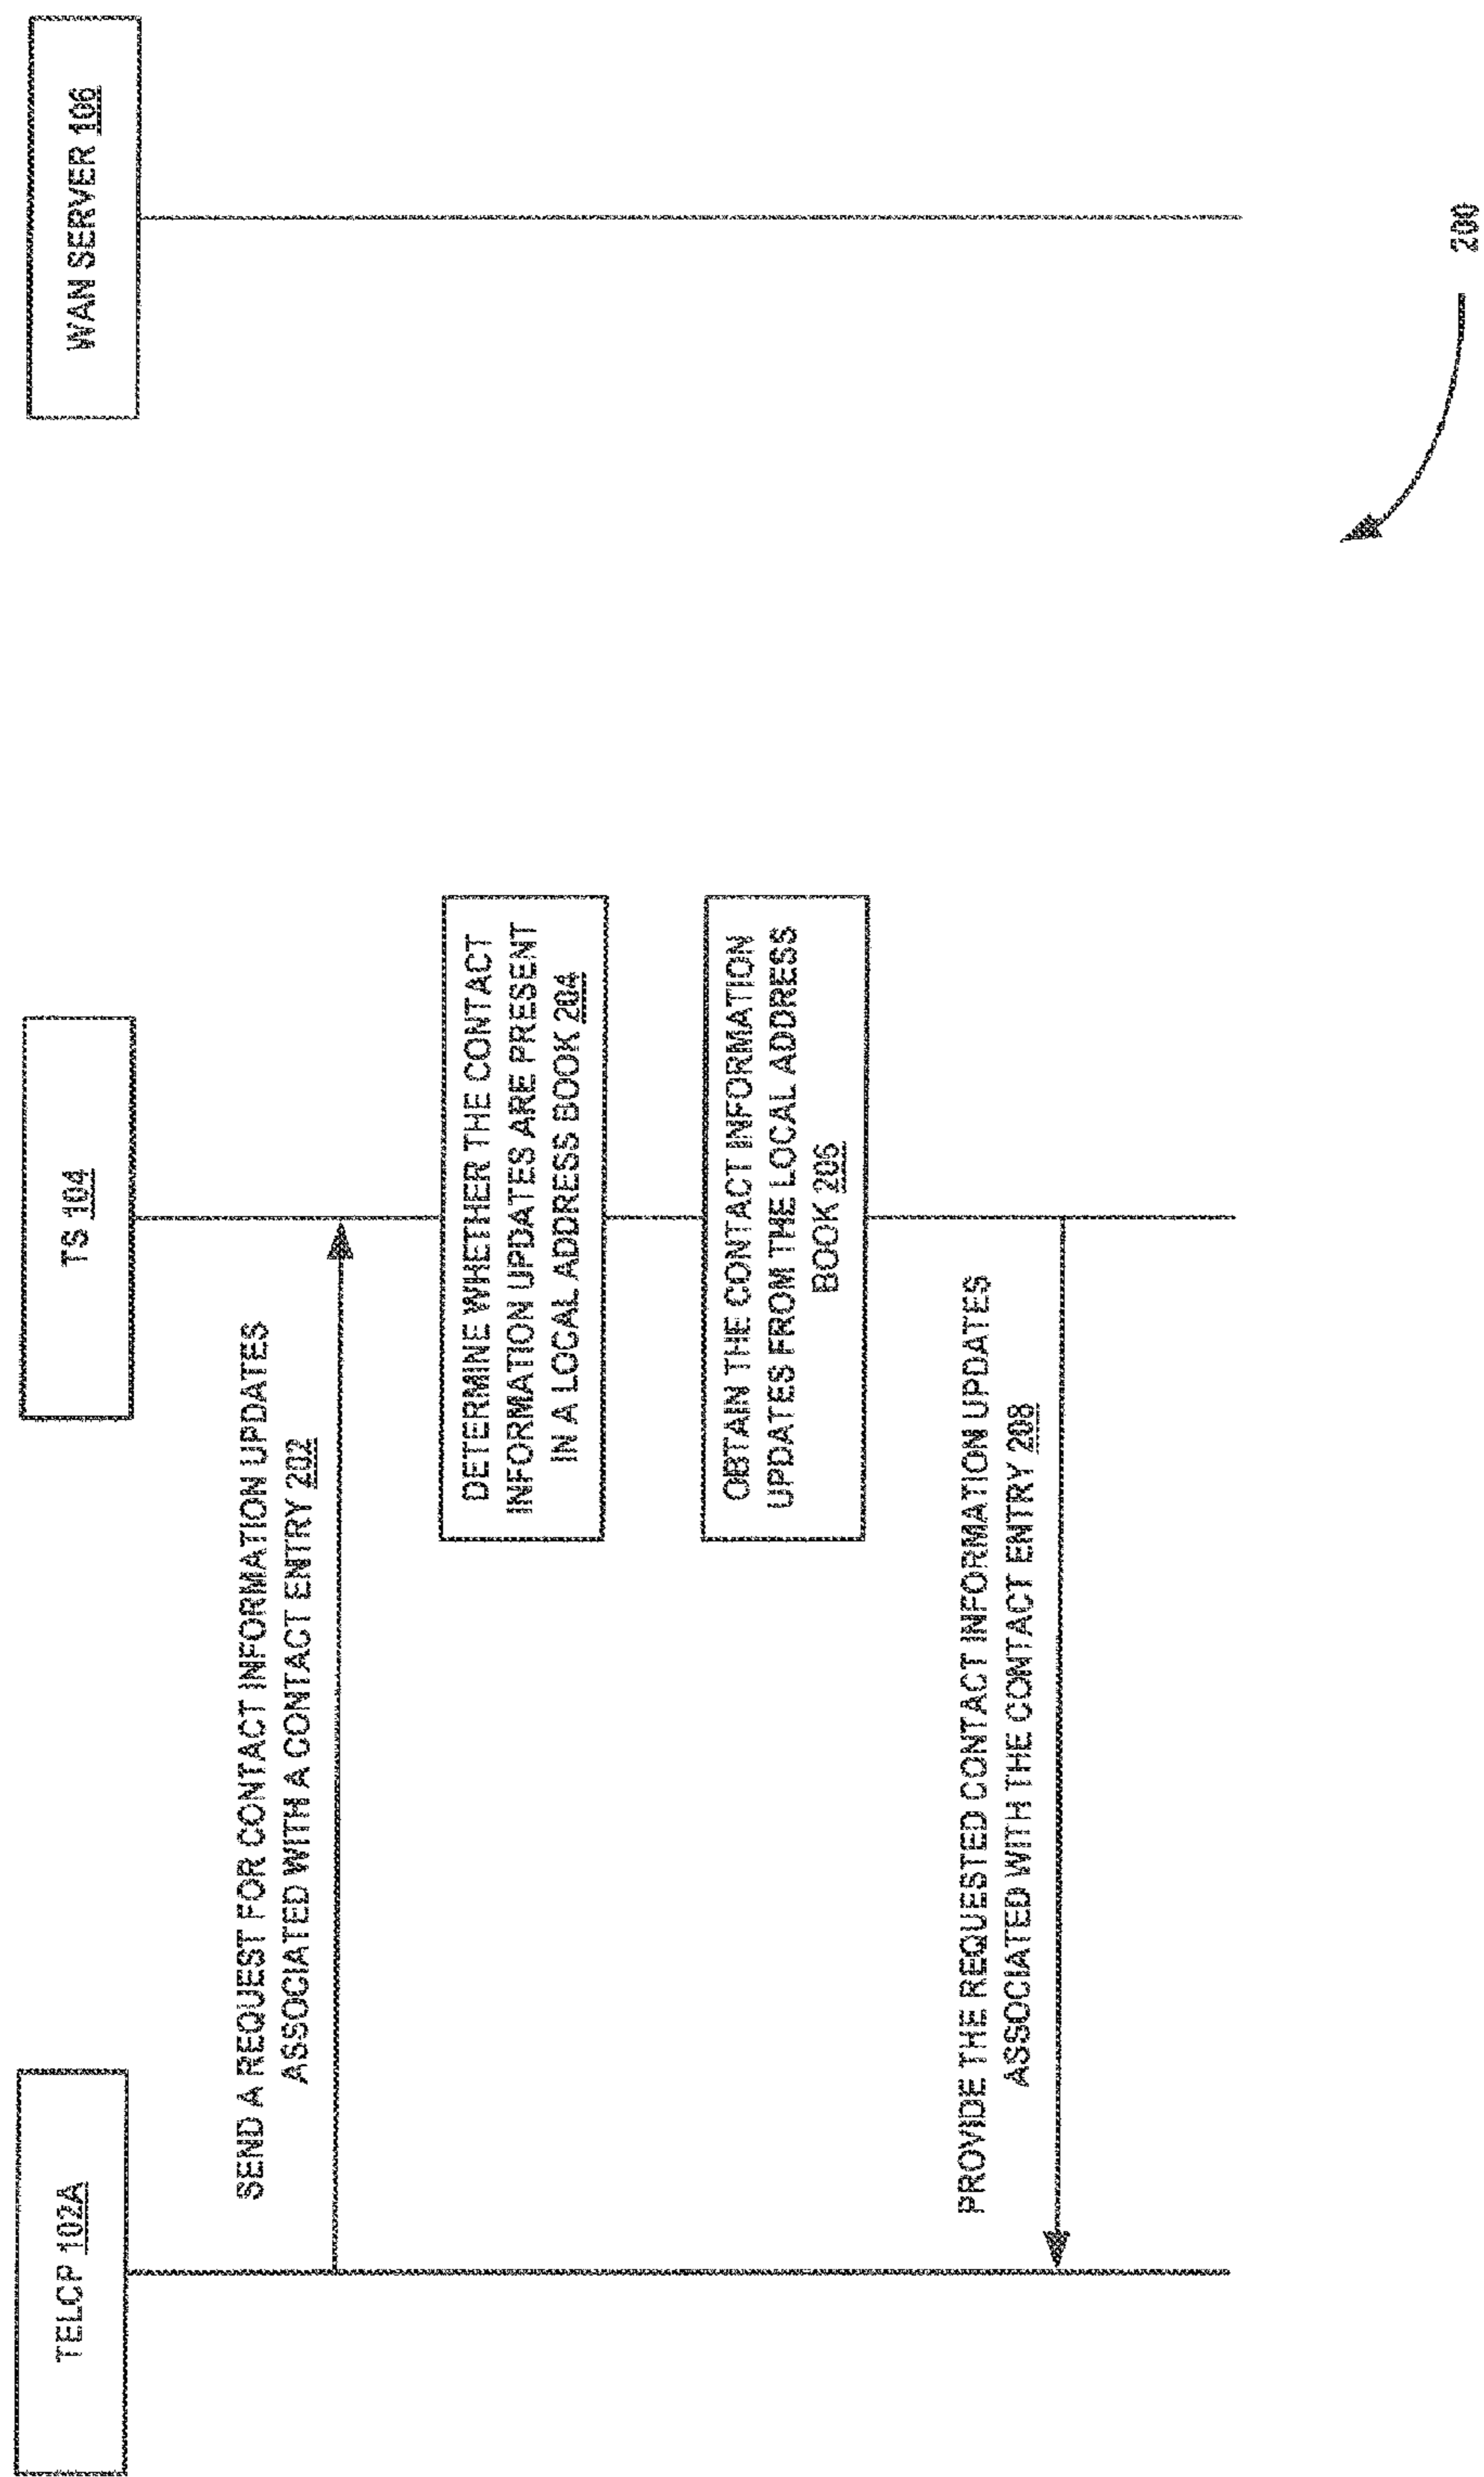 TELCP 102A
TS 104
WAN SERVER 106
SEND A REQUEST FOR CONTACT INFORMATION UPDATES
ASSOCIATED WITH A CONTACT ENTRY 202
DETERMINE WHETHER THE CONTACT
INFORMATION UPDATES ARE PRESENT
IN A LOCAL ADDRESS BOOK 204
OBTAIN THE CONTACT INFORMATION
UPDATES FROM THE LOCAL ADDRESS
BOOK 206
PROVIDE THE REQUESTED CONTACT INFORMATION UPDATES
ASSOCIATED WITH THE CONTACT ENTRY 208
200